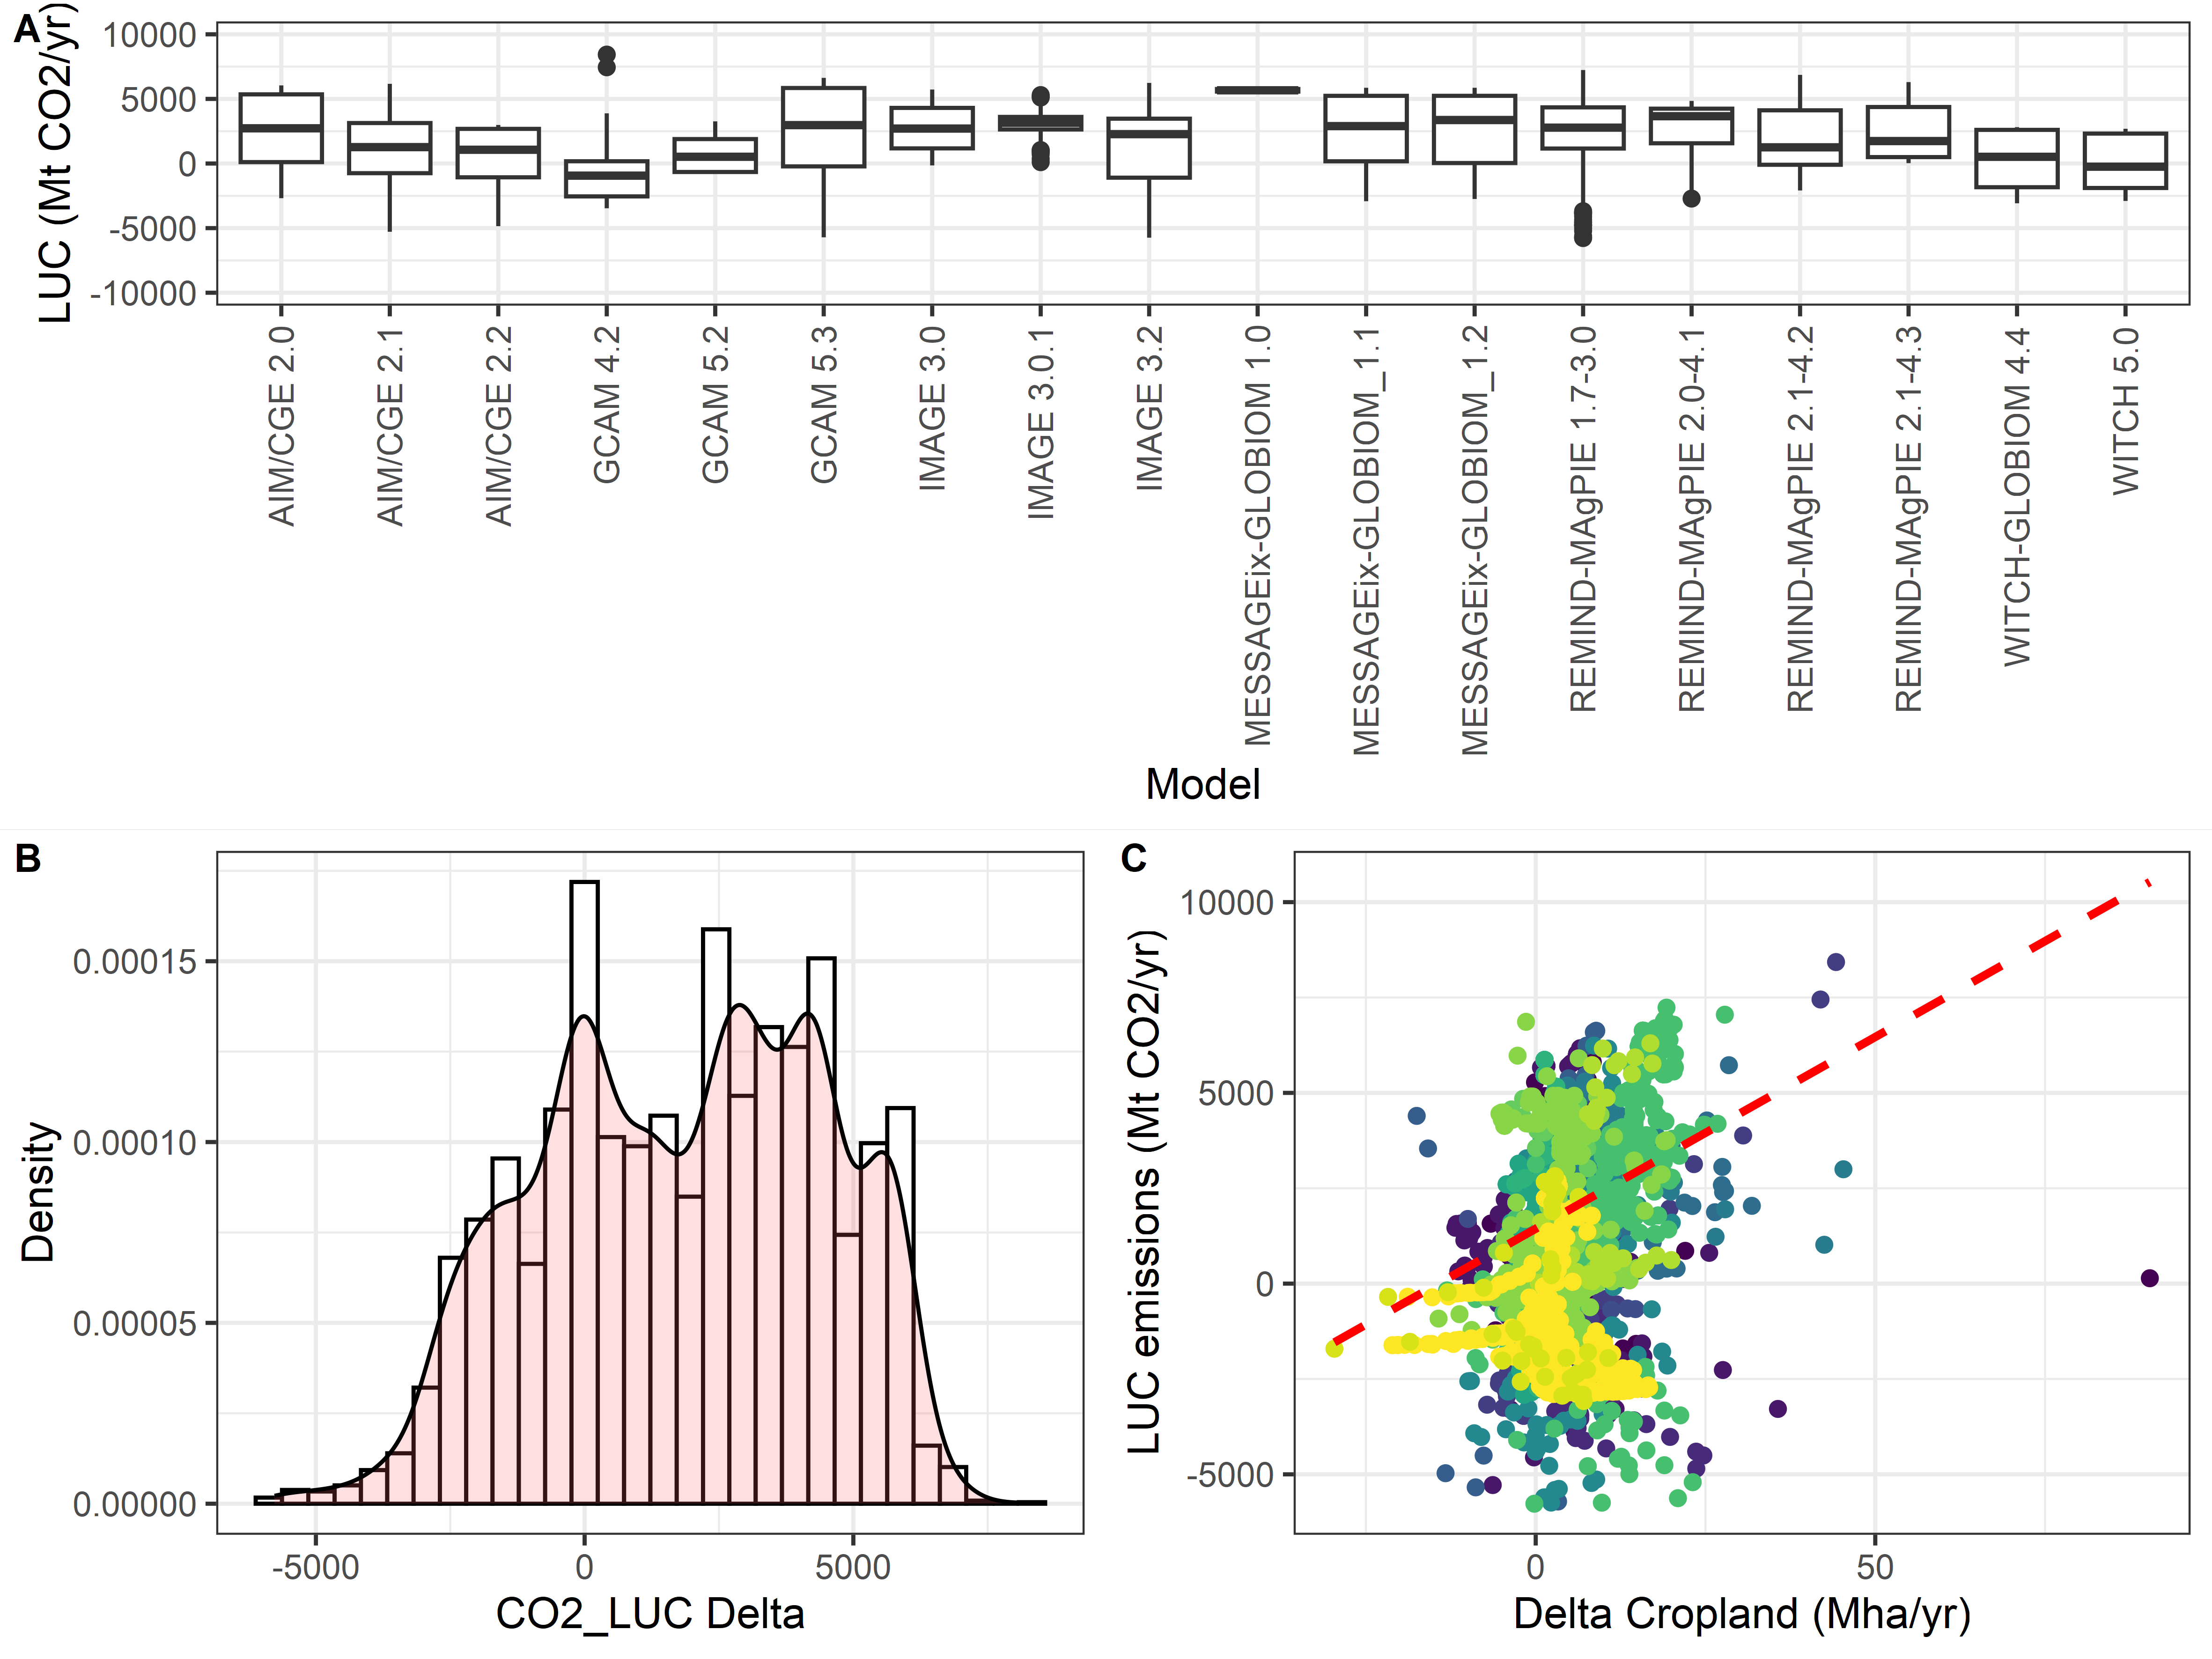 A
LUC (Mt CO2/yr)
10000
5000
0
-5000
-10000
AIM/CGE 2.0
AIM/CGE 2.1
AIM/CGE 2.2
GCAM 4.2
GCAM 5.2
GCAM 5.3
IMAGE 3.0
IMAGE 3.0.1
IMAGE 3.2
MESSAGEix-GLOBIOM 1.0
MESSAGEix-GLOBIOM_1.1
MESSAGEix-GLOBIOM_1.2
REMIND-MAgPIE 1.7-3.0
REMIND-MAgPIE 2.0-4.1
REMIND-MAgPIE 2.1-4.2
REMIND-MAgPIE 2.1-4.3
WITCH-GLOBIOM 4.4
WITCH 5.0
Model
B
Density
0.00015
0.00010
0.00005
0.00000
-5000
0
5000
CO2_LUC Delta
C
LUC emissions (Mt CO2/yr)
10000
5000
0
-5000
0
50
Delta Cropland (Mha/yr)